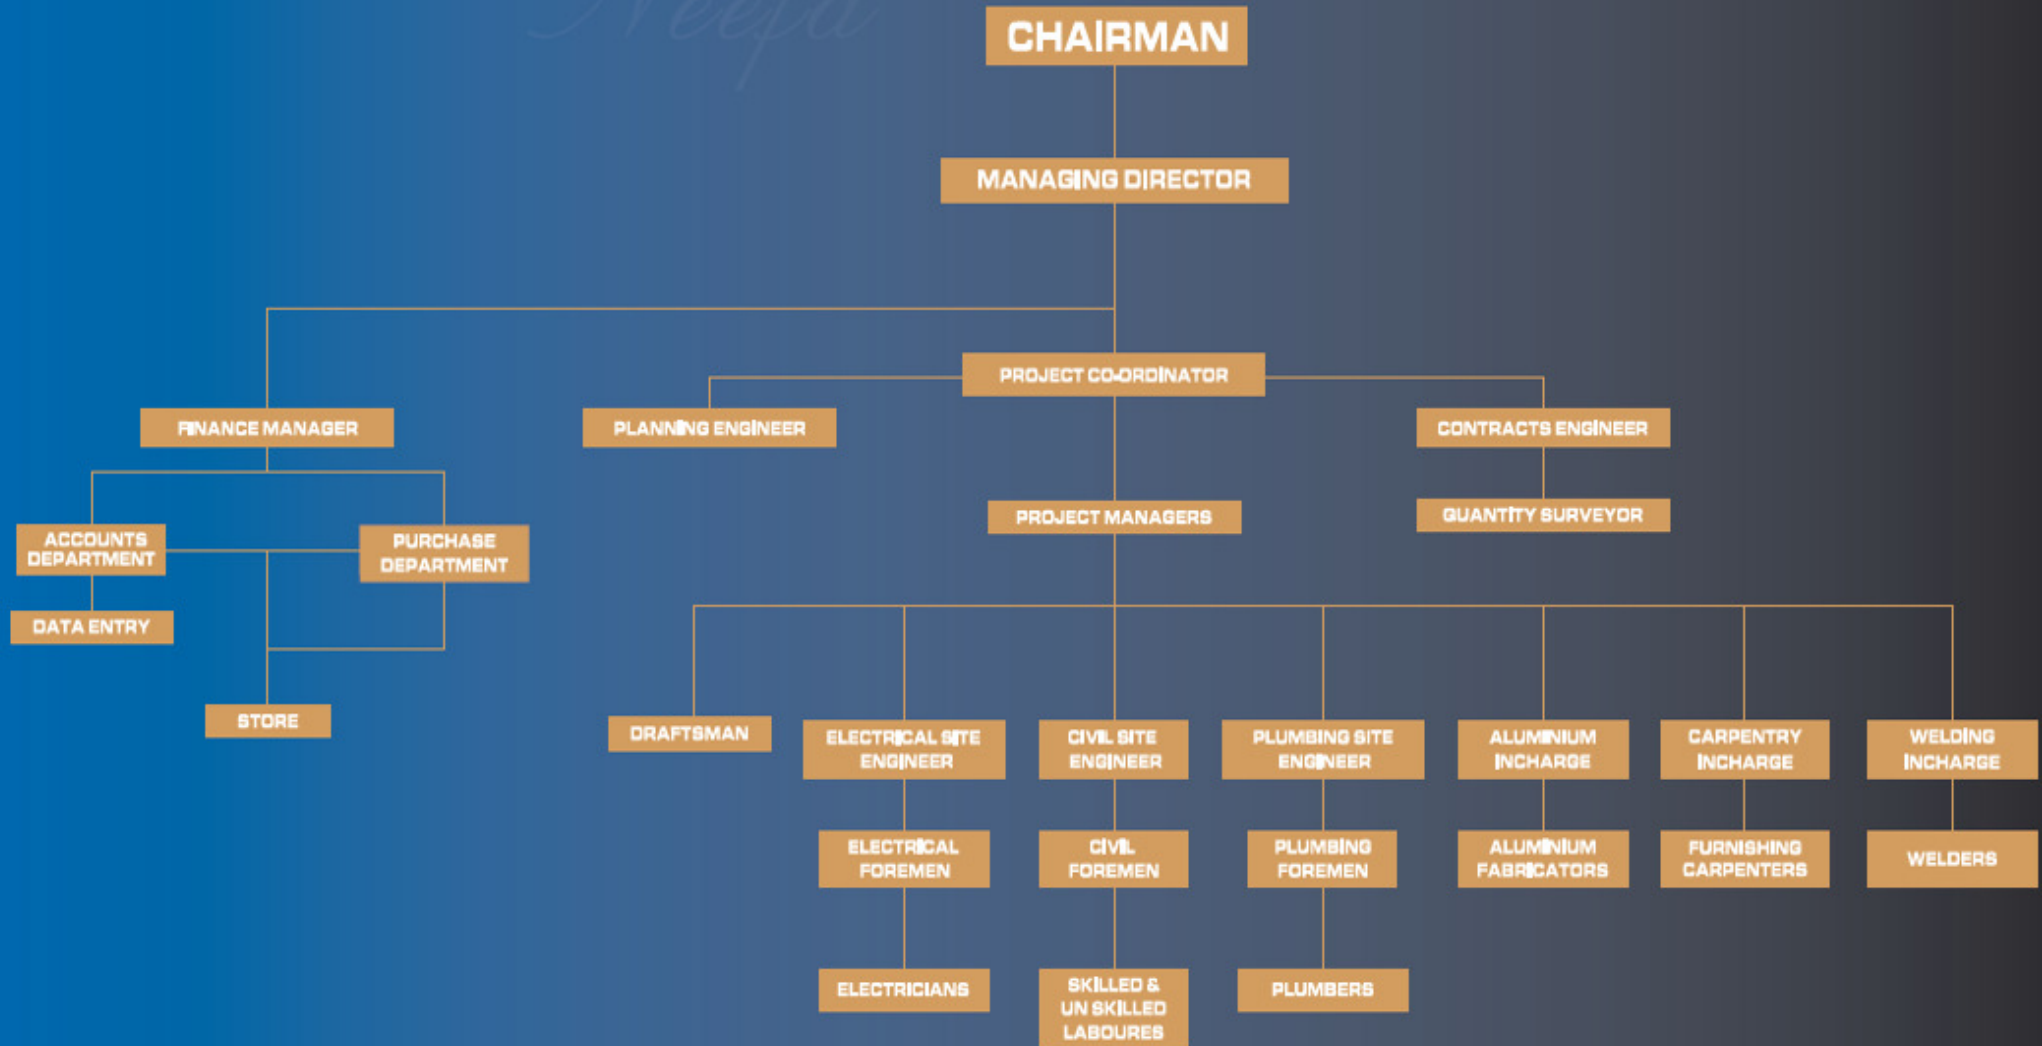 Neefa
CHAIRMAN
MANAGING DIRECTOR
PROJECT CO-ORDINATOR
FINANCE MANAGER
PLANNING ENGINEER
CONTRACTS ENGINEER
PROJECT MANAGERS
QUANTITY SURVEYOR
ACCOUNTS
DEPARTMENT
PURCHASE
DEPARTMENT
DATA ENTRY
STORE
DRAFTSMAN
ELECTRICAL SITE
ENGINEER
CIVIL SITE
ENGINEER
PLUMBING SITE
ENGINEER
ALUMINIUM
INCHARGE
CARPENTRY
INCHARGE
WELDING
INCHARGE
ELECTRICAL
FOREMEN
CIVIL
FOREMEN
PLUMBING
FOREMEN
ALUMINIUM
FABRICATORS
FURNISHING
CARPENTERS
WELDERS
ELECTRICIANS
SKILLED &
UN SKILLED
LABOURES
PLUMBERS